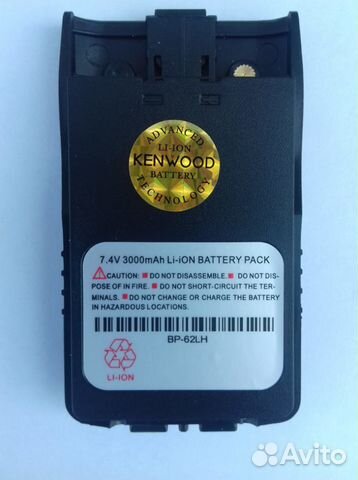 ADVANCED
LI-ION
KENWOOD
BATTERY
TECHNOLOGY
7.4V 3000mAh Li-iON BATTERY PACK
CAUTION: ■ DO NOT DISASSEMBLE. ■ DO NOT
DISPOSE OF IN FIRE. ■ DO NOT SHORT-CIRCUIT THE TER-
MINALS. ■ DO NOT CHANGE OR CHARGE THE BATTERY
IN HAZARDOUS LOCATIONS.
BP-62LH
LI-ION
Avito